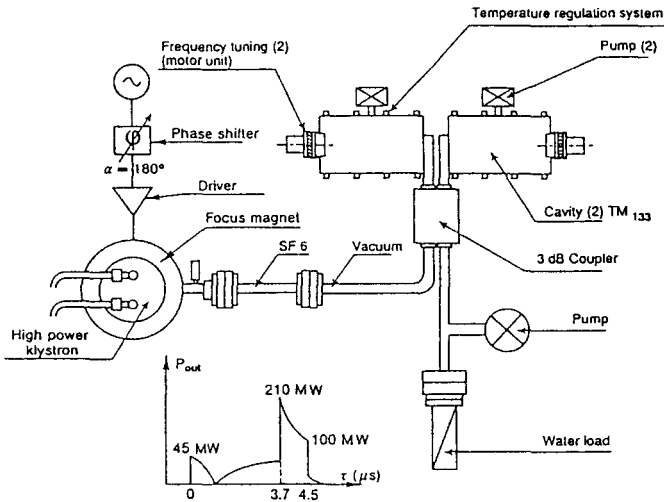 Temperature regulation system
Frequency tuning (2)
(motor unit)
Pump (2)
φ
Phase shifter
α = 180°
Driver
Focus magnet
Cavity (2) TM 133
SF 6
Vacuum
3 dB Coupler
High power
klystron
Pump
Pout
210 MW
45 MW
100 MW
Water load
τ (μs)
0
3.7
4.5